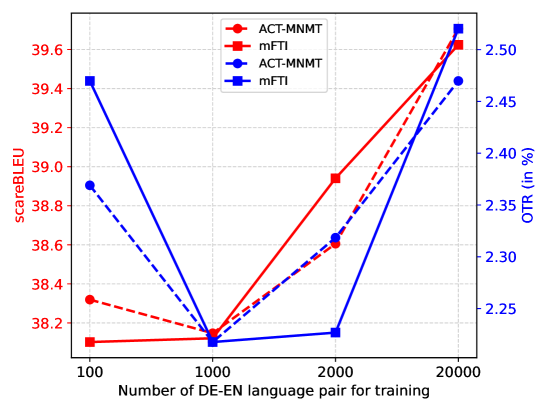 ACT-MNMT
mFTI
ACT-MNMT
mFTI
39.6
39.4
39.2
39.0
38.8
38.6
38.4
38.2
scareBLEU
2.50
2.45
2.40
2.35
2.30
2.25
OTR (in %)
100 1000 2000 20000
Number of DE-EN language pair for training